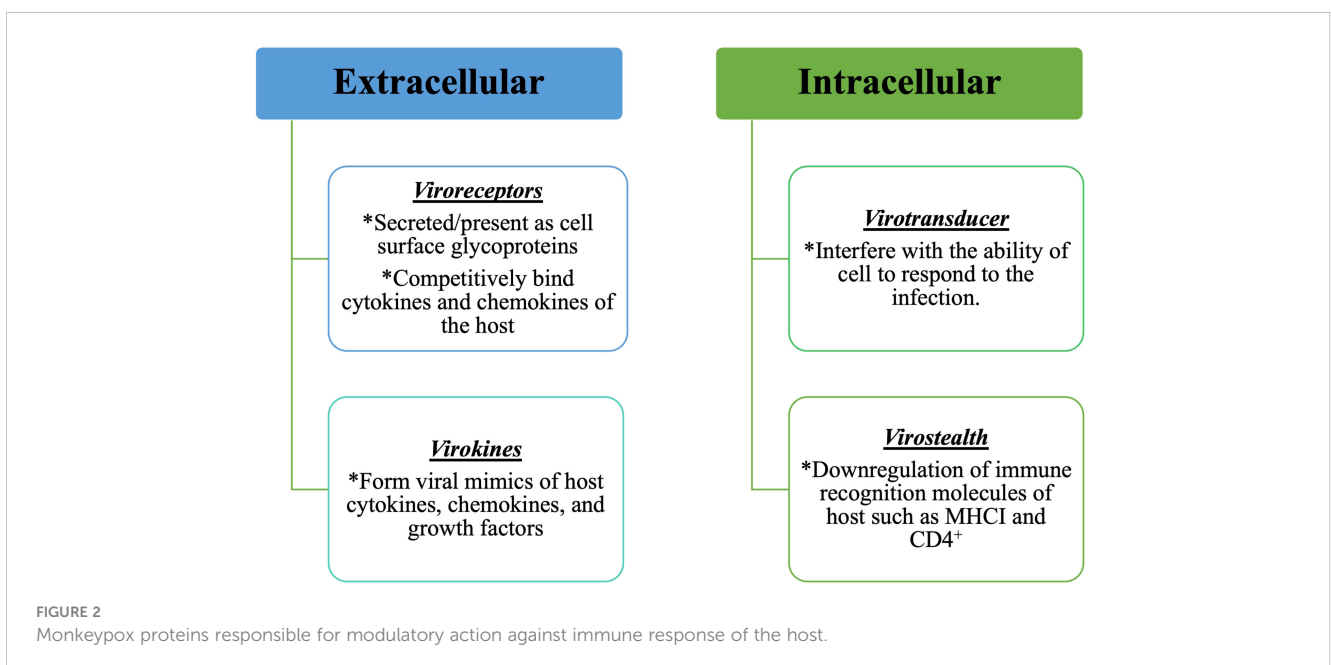 Extracellular
Intracellular
Viroreceptors
*Secreted/present as cell
surface glycoproteins
*Competitively bind
cytokines and chemokines of
the host
Virotransducer
*Interfere with the ability of
cell to respond to the
infection.
Virokines
*Form viral mimics of host
cytokines, chemokines, and
growth factors
Virostealth
*Downregulation of immune
recognition molecules of
host such as MHCI and
CD4⁺
FIGURE 2
Monkeypox proteins responsible for modulatory action against immune response of the host.